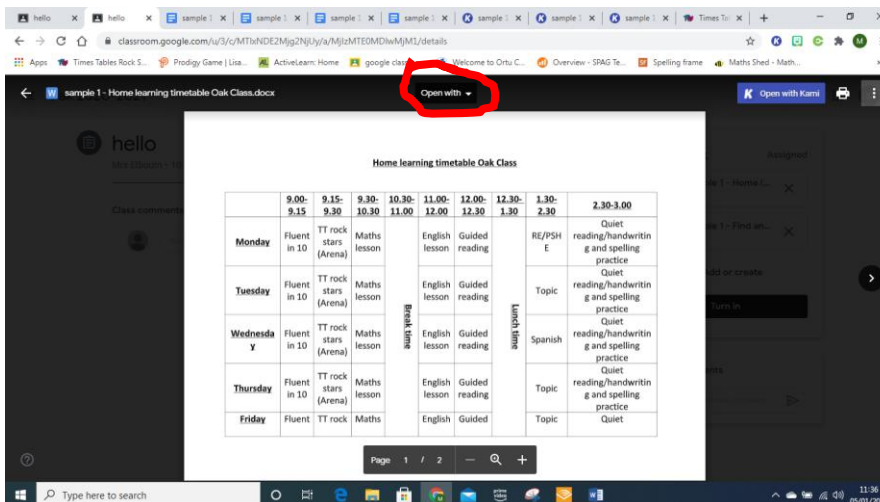 hello
hello
sample 1
sample 1
sample 1
sample 1
sample 1
sample 1
sample 1
Times Ta
classroom.google.com/u/3/c/MTIxNDE2Mjg2NjUy/a/MjIzMTE0MDIwMjM1/details
Apps Times Tables Rock S... Prodigy Game | Lisa... ActiveLearn: Home google Welcome to Ortu C... Overview - SPAG Te... Spelling frame Maths Shed - Math...
sample 1 - Home learning timetable Oak Class.docx Open with Open with Kami
hello
Assigned
Class comments
Turn in
Home learning timetable Oak Class
9.00-9.15 9.15-9.30 9.30-10.30 10.30-11.00 11.00-12.00 12.00-12.30 12.30-1.30 1.30-2.30 2.30-3.00
Monday Fluent in 10 TT rock stars (Arena) Maths lesson English lesson Guided reading RE/PSHE Quiet reading/handwriting and spelling practice
Tuesday Fluent in 10 TT rock stars (Arena) Maths lesson English lesson Guided reading Topic Quiet reading/handwriting and spelling practice
Break time
Lunch time
Wednesday Fluent in 10 TT rock stars (Arena) Maths lesson English lesson Guided reading Spanish Quiet reading/handwriting and spelling practice
Thursday Fluent in 10 TT rock stars (Arena) Maths lesson English lesson Guided reading Topic Quiet reading/handwriting and spelling practice
Friday Fluent TT rock Maths English Guided Topic Quiet
Page 1 / 2
Type here to search
11:36